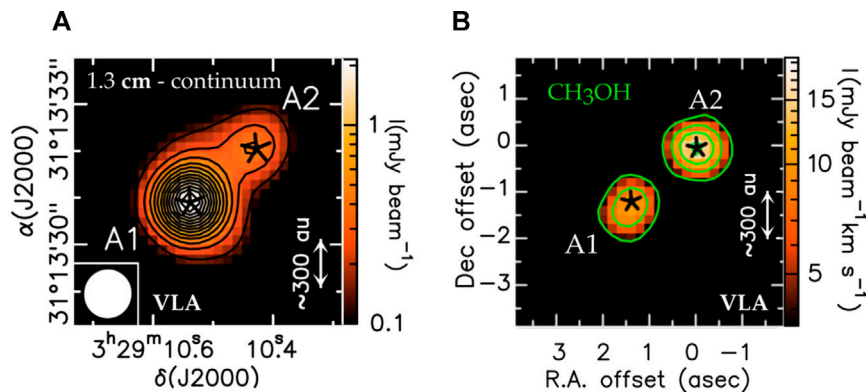 A
1.3 cm - continuum
A2
A1
VLA
~300 au
α(J2000)
31°13'33"
31°13'30"
3ʰ29ᵐ10ˢ.6
10ˢ.4
δ(J2000)
1
0.1
I(mJy beam⁻¹)
B
CH₃OH
A2
A1
VLA
~300 au
Dec offset (asec)
1
0
-1
-2
-3
3 2 1 0 -1
R.A. offset (asec)
15
10
5
I(mJy beam⁻¹km s⁻¹)